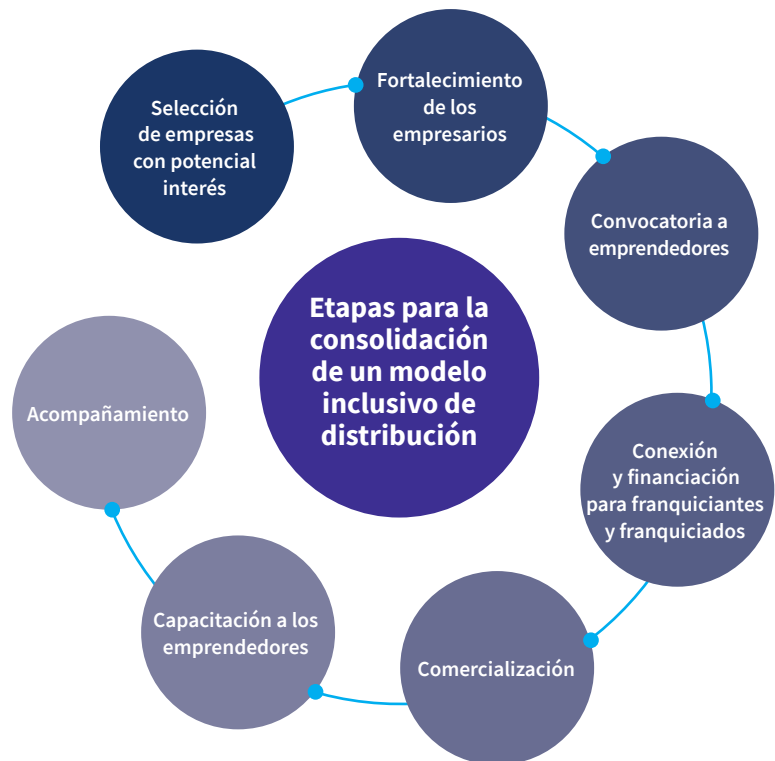 Selección
de empresas
con potencial
interés
Fortalecimiento
de los
empresarios
Convocatoria a
emprendedores
Conexión
y financiación
para franquiciantes
y franquiciados
Comercialización
Capacitación a los
emprendedores
Acompañamiento
Etapas para la
consolidación
de un modelo
inclusivo de
distribución